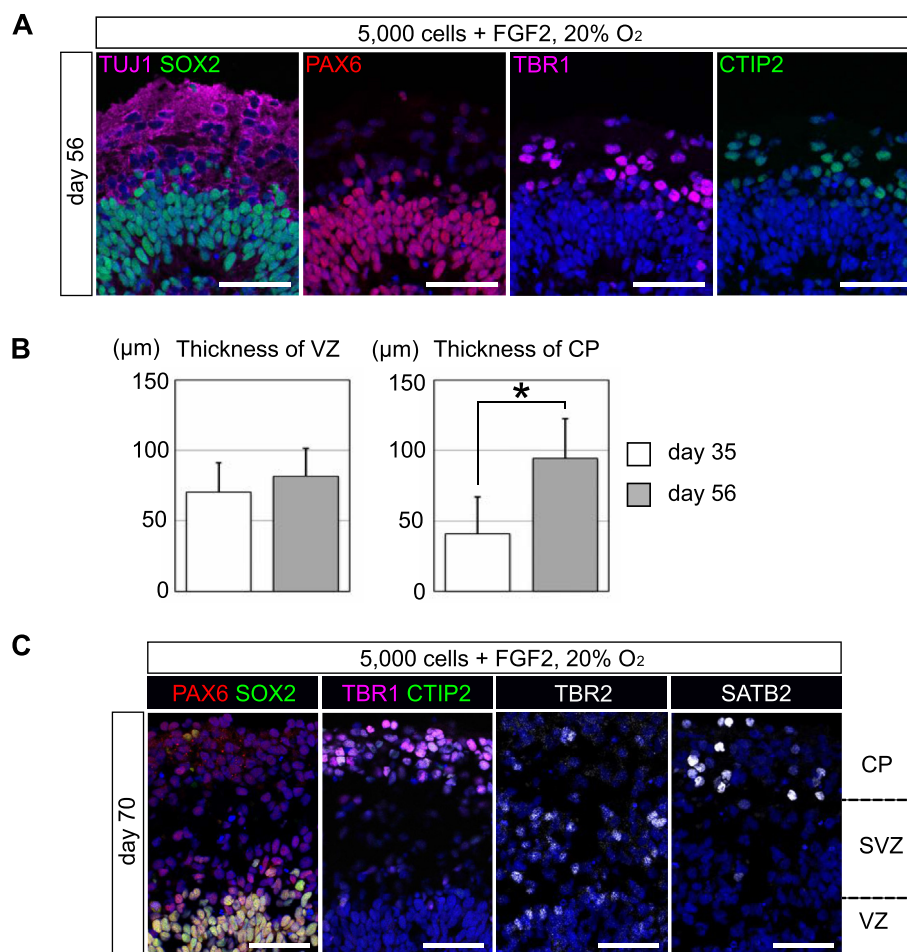 A
5,000 cells + FGF2, 20% O2
day 56
TUJ1 SOX2
PAX6
TBR1
CTIP2
B
(µm) Thickness of VZ
150
100
50
0
(µm) Thickness of CP
150
100
50
0
*
day 35
day 56
C
5,000 cells + FGF2, 20% O2
PAX6 SOX2
TBR1 CTIP2
TBR2
SATB2
day 70
CP
SVZ
VZ